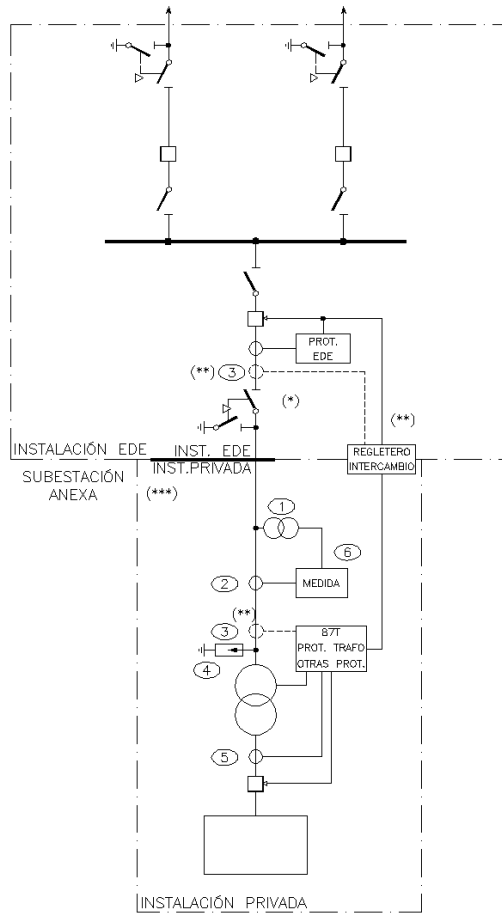 PROT.
EDE
(**) 3
(*)
(**)
INSTALACIÓN EDE
INST. EDE
REGLETERO
INTERCAMBIO
SUBESTACIÓN
ANEXA
INST.PRIVADA
(***)
1
6
2
MEDIDA
(**)
3
87T
PROT. TRAFO
OTRAS PROT.
4
5
INSTALACIÓN PRIVADA